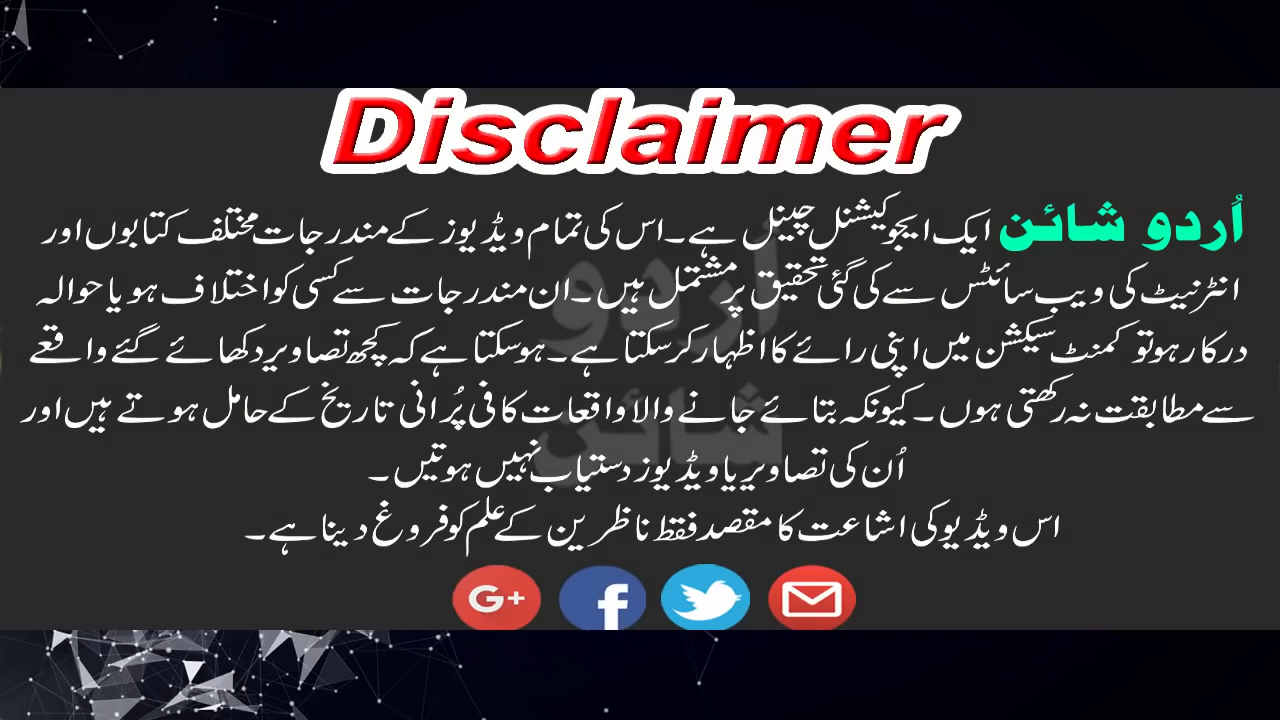 Disclaimer
اُردو شائن ایک ایجوکیشنل چینل ہے۔ اس کی تمام ویڈیوز کے مندرجات مختلف کتابوں اور
انٹرنیٹ کی ویب سائٹس سے کی گئی تحقیق پر مشتمل ہیں۔ ان مندرجات سے کسی کو اختلاف ہو یا حوالہ
درکار ہو تو کمنٹ سیکشن میں اپنی رائے کا اظہار کر سکتا ہے۔ ہو سکتا ہے کہ کچھ تصاویر دکھائے گئے واقعے
سے مطابقت نہ رکھتی ہوں۔ کیونکہ بتائے جانے والا واقعات کافی پُرانی تاریخ کے حامل ہوتے ہیں اور
اُن کی تصاویر یا ویڈیوز دستیاب نہیں ہوتیں۔
اس ویڈیو کی اشاعت کا مقصد فقط ناظرین کے علم کو فروغ دینا ہے۔
اُردو
شائن
G+ f